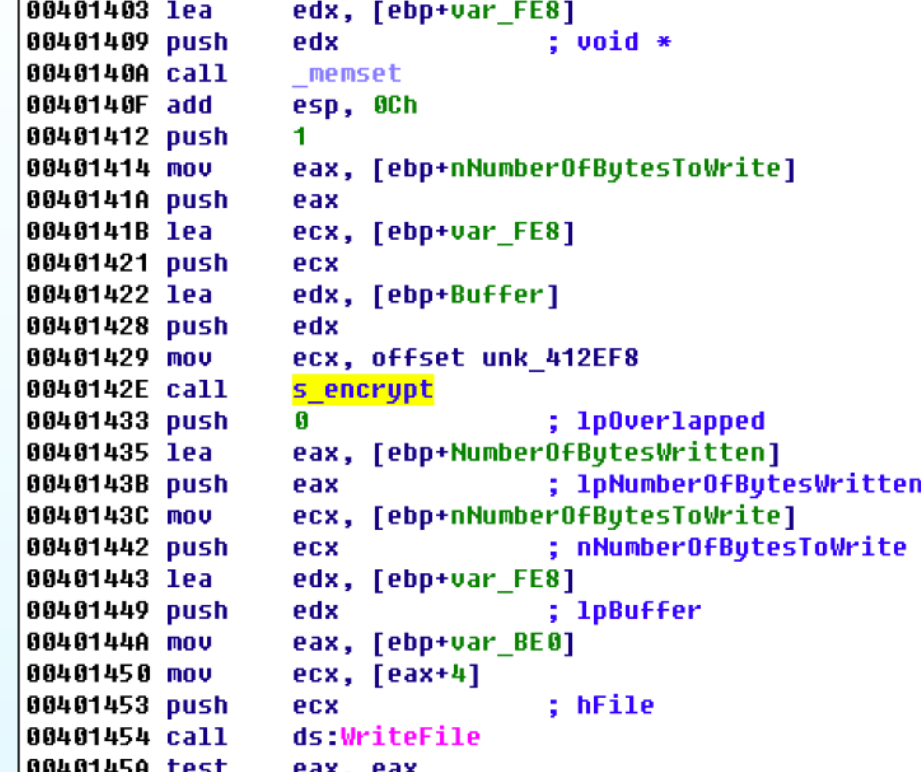 00401403 lea edx, [ebp+var_FE8]
00401409 push edx ; void *
0040140A call _memset
0040140F add esp, 0Ch
00401412 push 1
00401414 mov eax, [ebp+nNumberOfBytesToWrite]
0040141A push eax
0040141B lea ecx, [ebp+var_FE8]
00401421 push ecx
00401422 lea edx, [ebp+Buffer]
00401428 push edx
00401429 mov ecx, offset unk_412EF8
0040142E call s_encrypt
00401433 push 0 ; lpOverlapped
00401435 lea eax, [ebp+NumberOfBytesWritten]
0040143B push eax ; lpNumberOfBytesWritten
0040143C mov ecx, [ebp+nNumberOfBytesToWrite]
00401442 push ecx ; nNumberOfBytesToWrite
00401443 lea edx, [ebp+var_FE8]
00401449 push edx ; lpBuffer
0040144A mov eax, [ebp+var_BE0]
00401450 mov ecx, [eax+4]
00401453 push ecx ; hFile
00401454 call ds:WriteFile
0040145A test eax, eax